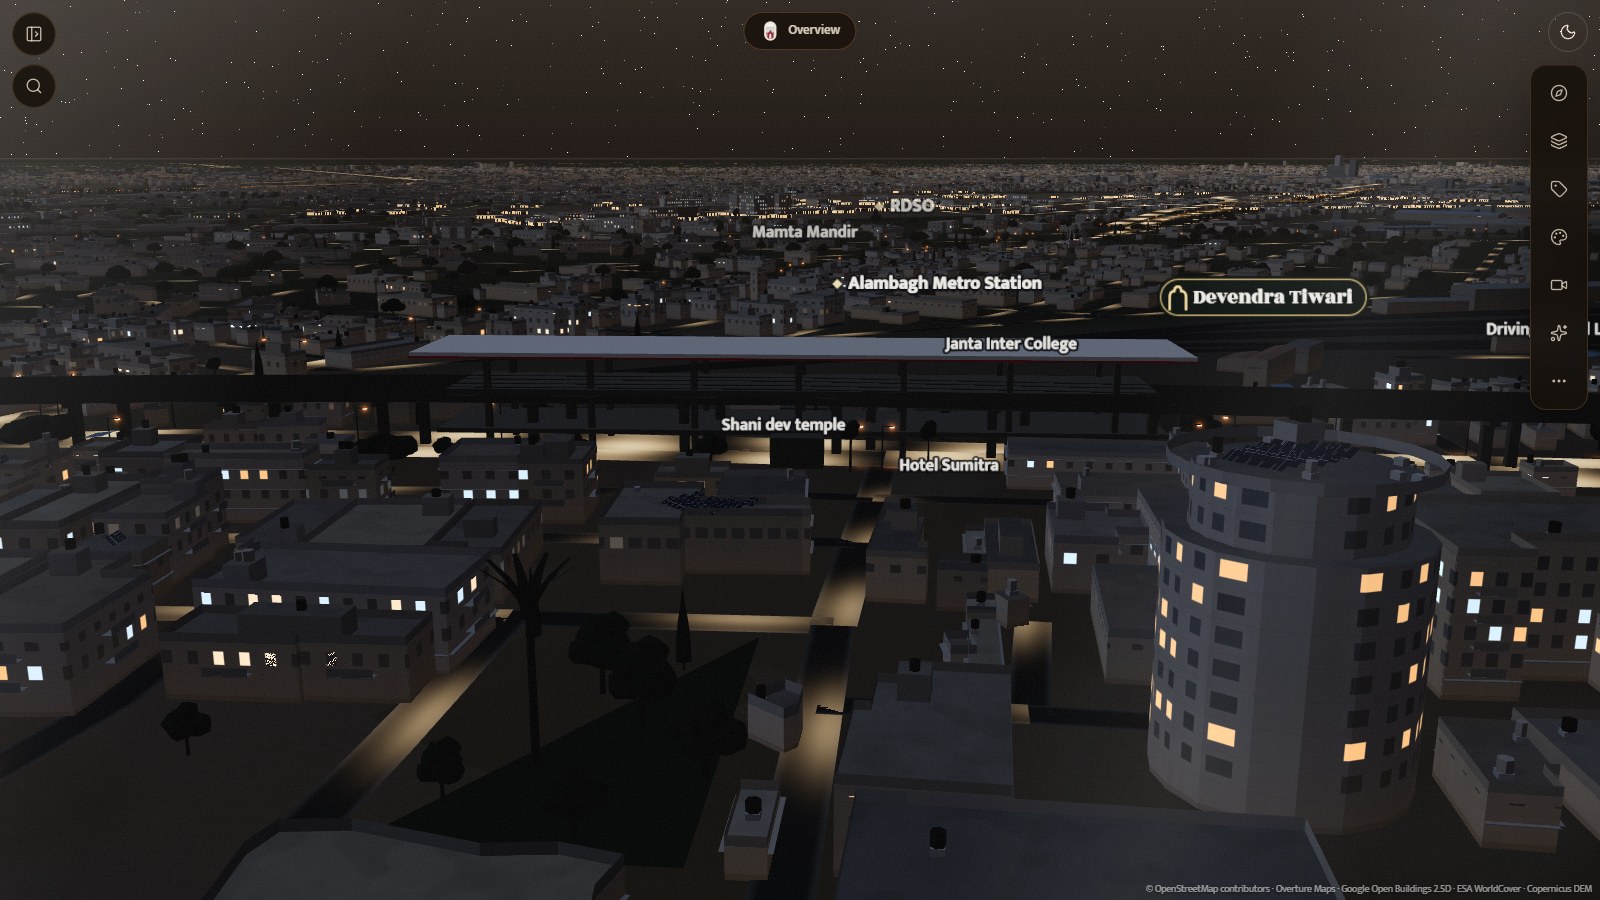 Overview
RDSO
Mamta Mandir
Alambagh Metro Station
Devendra Tiwari
Janta Inter College
Shani dev temple
Hotel Sumitra
© OpenStreetMap contributors · Overture Maps · Google Open Buildings 2.5D · ESA WorldCover · Copernicus DEM